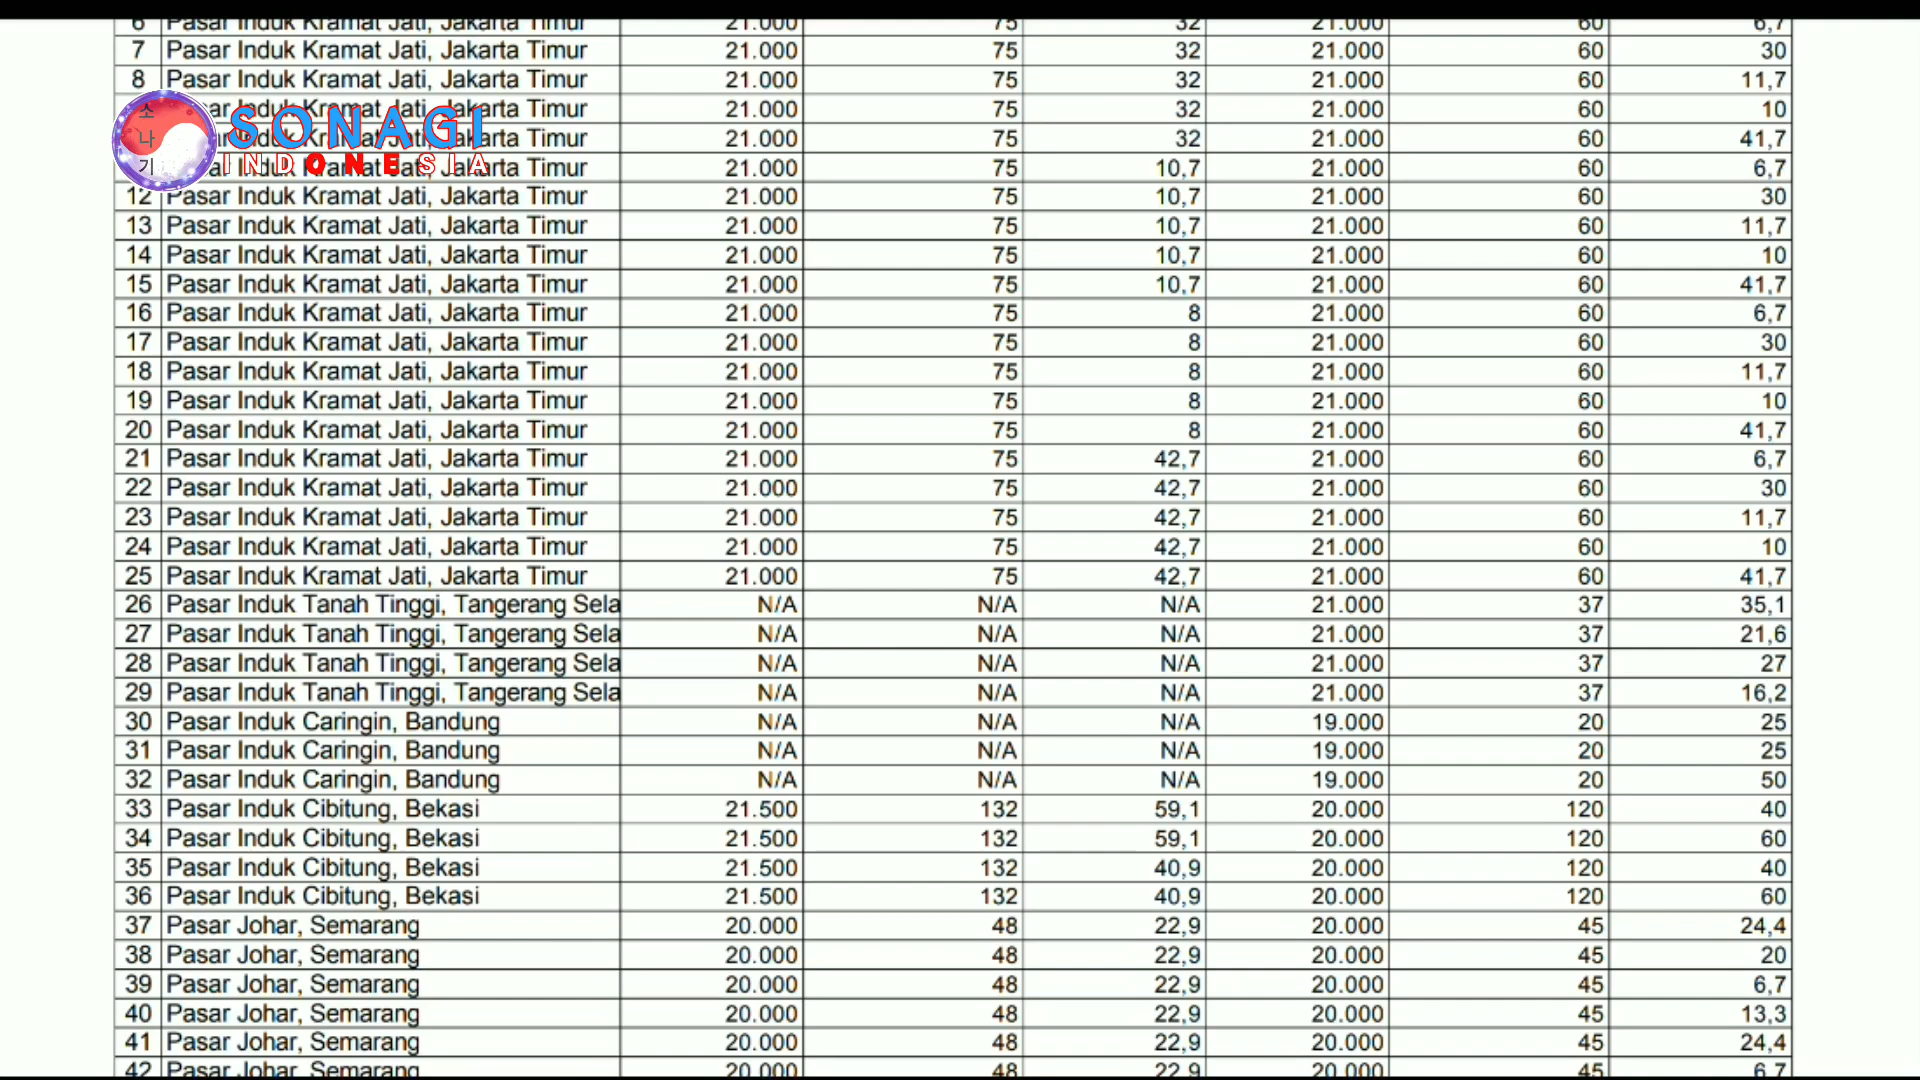 6 Pasar Induk Kramat Jati, Jakarta Timur 21.000 75 32 21.000 60 6,7
7 Pasar Induk Kramat Jati, Jakarta Timur 21.000 75 32 21.000 60 30
8 Pasar Induk Kramat Jati, Jakarta Timur 21.000 75 32 21.000 60 11,7
소나기
SONAGI
INDONESIA
Induk Kramat Jati, Jakarta Timur 21.000 75 32 21.000 60 10
Induk Kramat Jati, Jakarta Timur 21.000 75 32 21.000 60 41,7
Induk Kramat Jati, Jakarta Timur 21.000 75 10,7 21.000 60 6,7
12 Pasar Induk Kramat Jati, Jakarta Timur 21.000 75 10,7 21.000 60 30
13 Pasar Induk Kramat Jati, Jakarta Timur 21.000 75 10,7 21.000 60 11,7
14 Pasar Induk Kramat Jati, Jakarta Timur 21.000 75 10,7 21.000 60 10
15 Pasar Induk Kramat Jati, Jakarta Timur 21.000 75 10,7 21.000 60 41,7
16 Pasar Induk Kramat Jati, Jakarta Timur 21.000 75 8 21.000 60 6,7
17 Pasar Induk Kramat Jati, Jakarta Timur 21.000 75 8 21.000 60 30
18 Pasar Induk Kramat Jati, Jakarta Timur 21.000 75 8 21.000 60 11,7
19 Pasar Induk Kramat Jati, Jakarta Timur 21.000 75 8 21.000 60 10
20 Pasar Induk Kramat Jati, Jakarta Timur 21.000 75 8 21.000 60 41,7
21 Pasar Induk Kramat Jati, Jakarta Timur 21.000 75 42,7 21.000 60 6,7
22 Pasar Induk Kramat Jati, Jakarta Timur 21.000 75 42,7 21.000 60 30
23 Pasar Induk Kramat Jati, Jakarta Timur 21.000 75 42,7 21.000 60 11,7
24 Pasar Induk Kramat Jati, Jakarta Timur 21.000 75 42,7 21.000 60 10
25 Pasar Induk Kramat Jati, Jakarta Timur 21.000 75 42,7 21.000 60 41,7
26 Pasar Induk Tanah Tinggi, Tangerang Sela N/A N/A N/A 21.000 37 35,1
27 Pasar Induk Tanah Tinggi, Tangerang Sela N/A N/A N/A 21.000 37 21,6
28 Pasar Induk Tanah Tinggi, Tangerang Sela N/A N/A N/A 21.000 37 27
29 Pasar Induk Tanah Tinggi, Tangerang Sela N/A N/A N/A 21.000 37 16,2
30 Pasar Induk Caringin, Bandung N/A N/A N/A 19.000 20 25
31 Pasar Induk Caringin, Bandung N/A N/A N/A 19.000 20 25
32 Pasar Induk Caringin, Bandung N/A N/A N/A 19.000 20 50
33 Pasar Induk Cibitung, Bekasi 21.500 132 59,1 20.000 120 40
34 Pasar Induk Cibitung, Bekasi 21.500 132 59,1 20.000 120 60
35 Pasar Induk Cibitung, Bekasi 21.500 132 40,9 20.000 120 40
36 Pasar Induk Cibitung, Bekasi 21.500 132 40,9 20.000 120 60
37 Pasar Johar, Semarang 20.000 48 22,9 20.000 45 24,4
38 Pasar Johar, Semarang 20.000 48 22,9 20.000 45 20
39 Pasar Johar, Semarang 20.000 48 22,9 20.000 45 6,7
40 Pasar Johar, Semarang 20.000 48 22,9 20.000 45 13,3
41 Pasar Johar, Semarang 20.000 48 22,9 20.000 45 24,4
42 Pasar Johar, Semarang 20.000 48 22,9 20.000 45 6,7